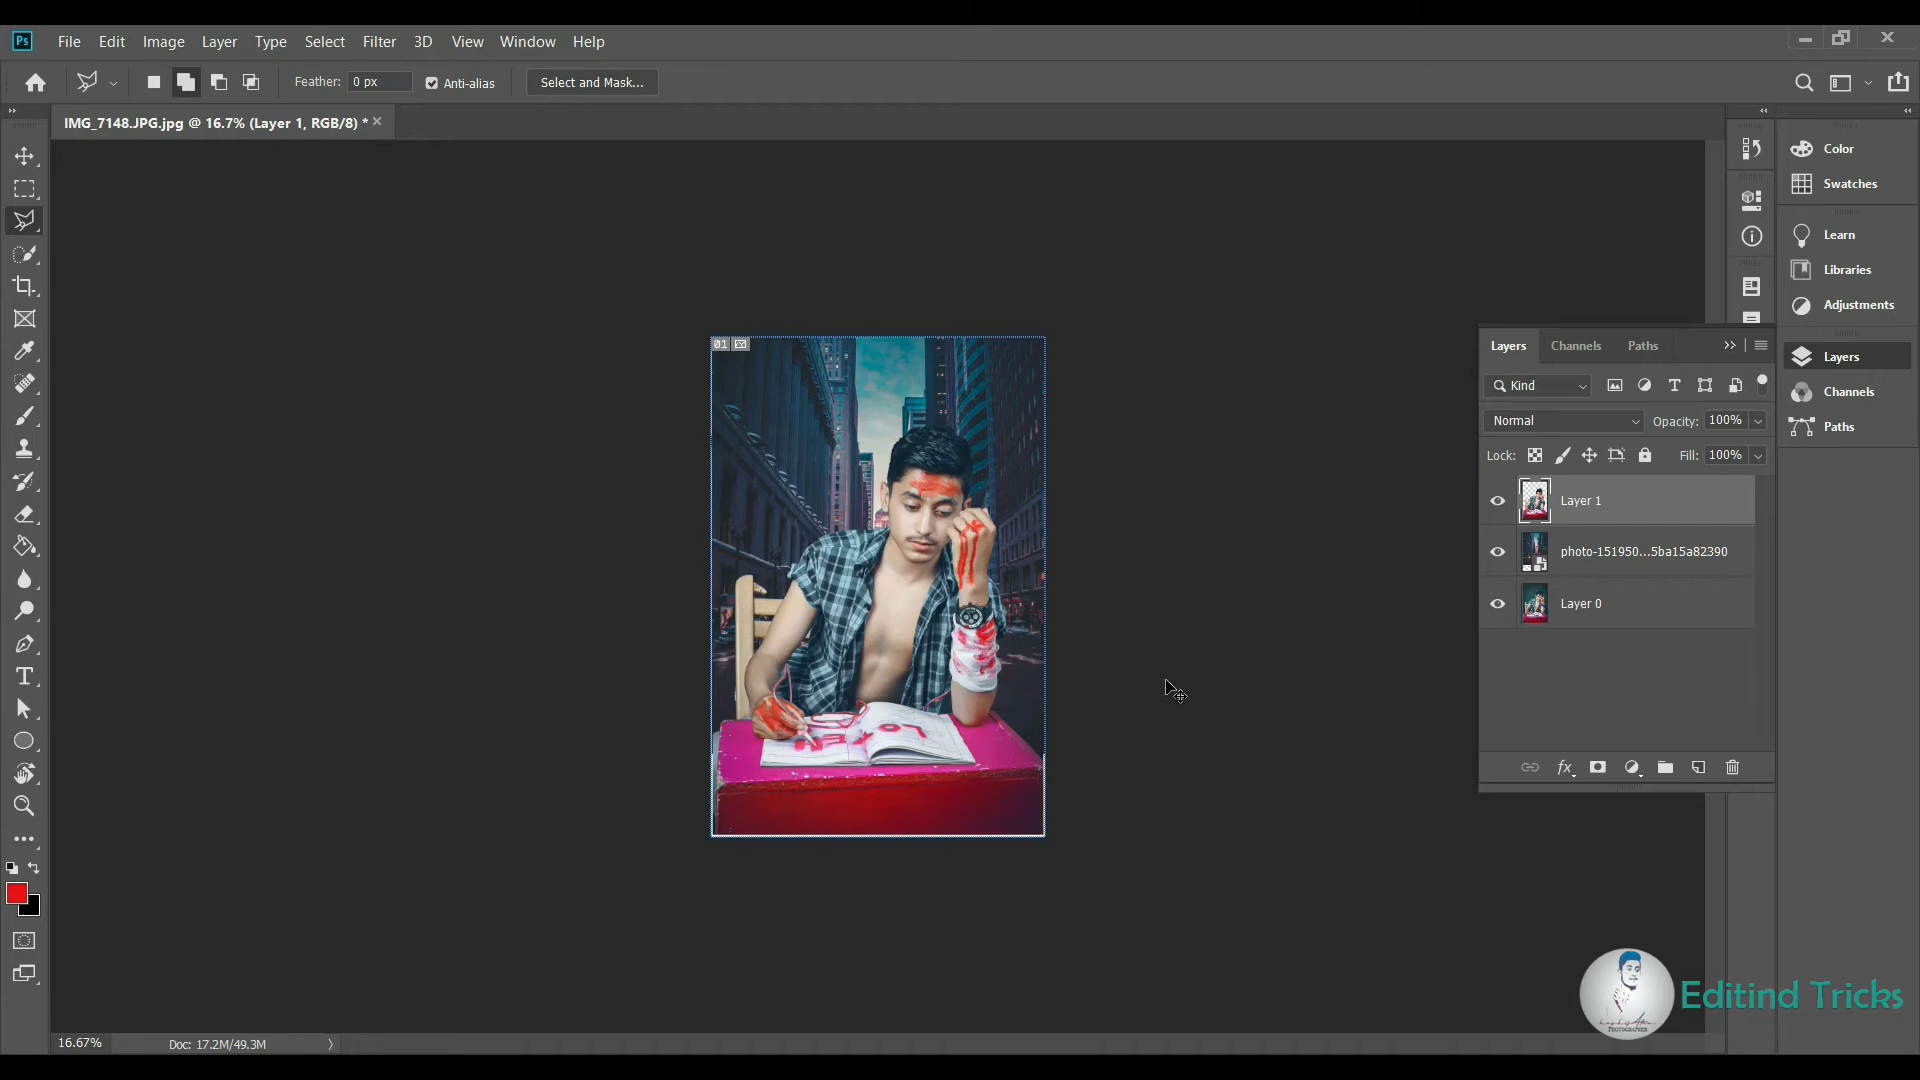 Ps File Edit Image Layer Type Select Filter 3D View Window Help
Feather: 0 px Anti-alias Select and Mask...
IMG_7148.JPG.jpg @ 16.7% (Layer 1, RGB/8) *
Color
Swatches
Learn
Libraries
Adjustments
Layers
Channels
Paths
01
Layers Channels Paths
Kind
Normal Opacity: 100%
Lock: Fill: 100%
Layer 1
photo-151950...5ba15a82390
Layer 0
Editind Tricks
PHOTOGRAPHER
16.67% Doc: 17.2M/49.3M